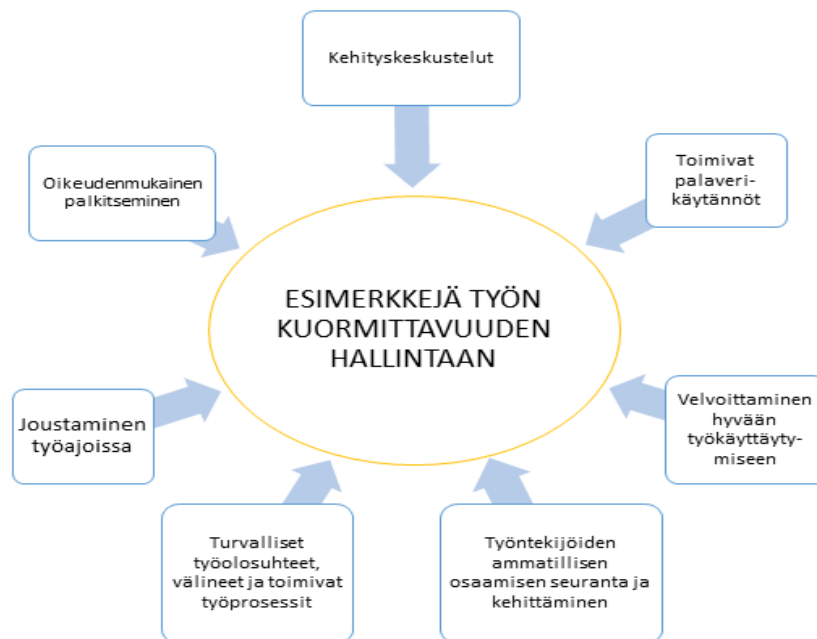 Kehityskeskustelut
Toimivat
palaveri-
käytännöt
Oikeudenmukainen
palkitseminen
ESIMERKKEJÄ TYÖN
KUORMITTAVUUDEN
HALLINTAAN
Joustaminen
työajoissa
Velvoittaminen
hyvään
työkäyttäyty-
miseen
Turvalliset
työolosuhteet,
välineet ja toimivat
työprosessit
Työntekijöiden
ammatillisen
osaamisen seuranta ja
kehittäminen